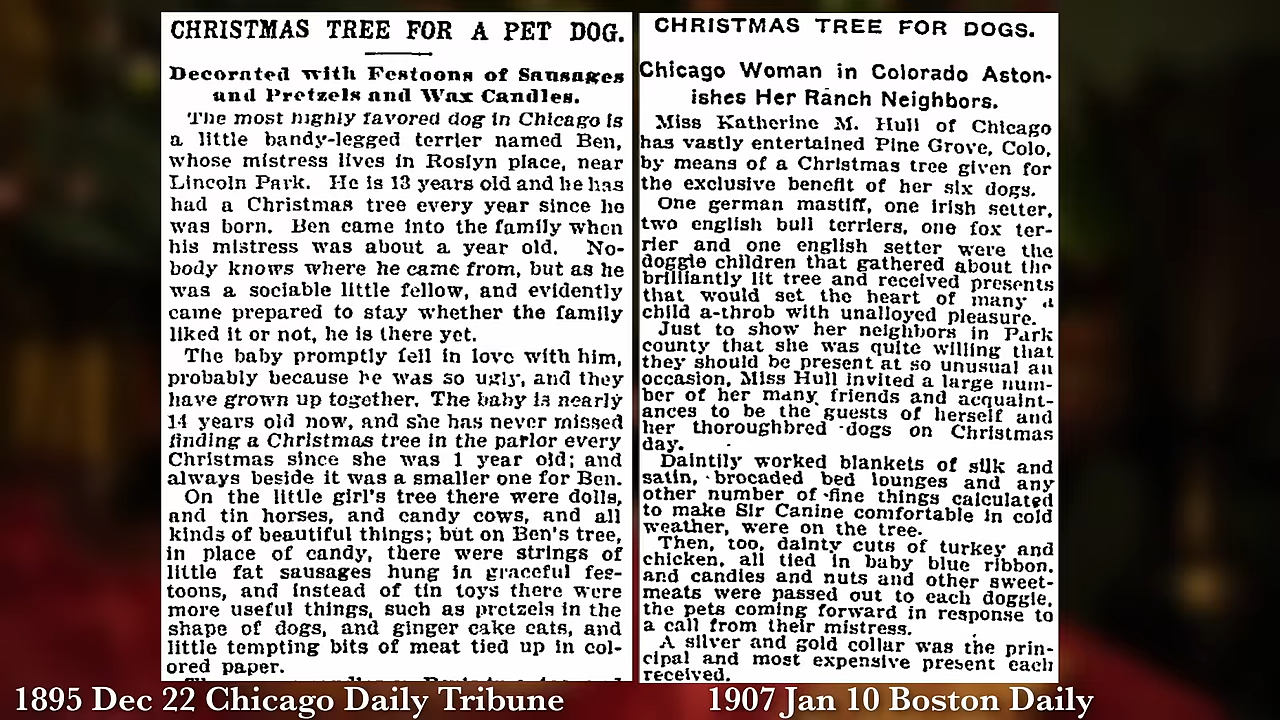 CHRISTMAS TREE FOR A PET DOG.
Decorated with Festoons of Sausages
and Pretzels and Wax Candles.
The most highly favored dog in Chicago is
a little bandy-legged terrier named Ben,
whose mistress lives in Roslyn place, near
Lincoln Park. He is 13 years old and he has
had a Christmas tree every year since he
was born. Ben came into the family when
his mistress was about a year old. No-
body knows where he came from, but as he
was a sociable little fellow, and evidently
came prepared to stay whether the family
liked it or not, he is there yet.
The baby promptly fell in love with him,
probably because he was so ugly, and they
have grown up together. The baby is nearly
14 years old now, and she has never missed
finding a Christmas tree in the parlor every
Christmas since she was 1 year old; and
always beside it was a smaller one for Ben.
On the little girl's tree there were dolls,
and tin horses, and candy cows, and all
kinds of beautiful things; but on Ben's tree,
in place of candy, there were strings of
little fat sausages hung in graceful fes-
toons, and instead of tin toys there were
more useful things, such as pretzels in the
shape of dogs, and ginger cake cats, and
little tempting bits of meat tied up in col-
ored paper.
1895 Dec 22 Chicago Daily Tribune
CHRISTMAS TREE FOR DOGS.
Chicago Woman in Colorado Aston-
ishes Her Ranch Neighbors.
Miss Katherine M. Hull of Chicago
has vastly entertained Pine Grove, Colo,
by means of a Christmas tree given for
the exclusive benefit of her six dogs.
One german mastiff, one irish setter,
two english bull terriers, one fox ter-
rier and one english setter were the
doggie children that gathered about the
brilliantly lit tree and received presents
that would set the heart of many a
child a-throb with unalloyed pleasure.
Just to show her neighbors in Park
county that she was quite willing that
they should be present at so unusual an
occasion, Miss Hull invited a large num-
ber of her many friends and acquaint-
ances to be the guests of herself and
her thoroughbred dogs on Christmas
day.
Daintily worked blankets of silk and
satin, brocaded bed lounges and any
other number of fine things calculated
to make Sir Canine comfortable in cold
weather, were on the tree.
Then, too, dainty cuts of turkey and
chicken, all tied in baby blue ribbon,
and candies and nuts and other sweet-
meats were passed out to each doggie,
the pets coming forward in response to
a call from their mistress.
A silver and gold collar was the prin-
cipal and most expensive present each
received.
1907 Jan 10 Boston Daily